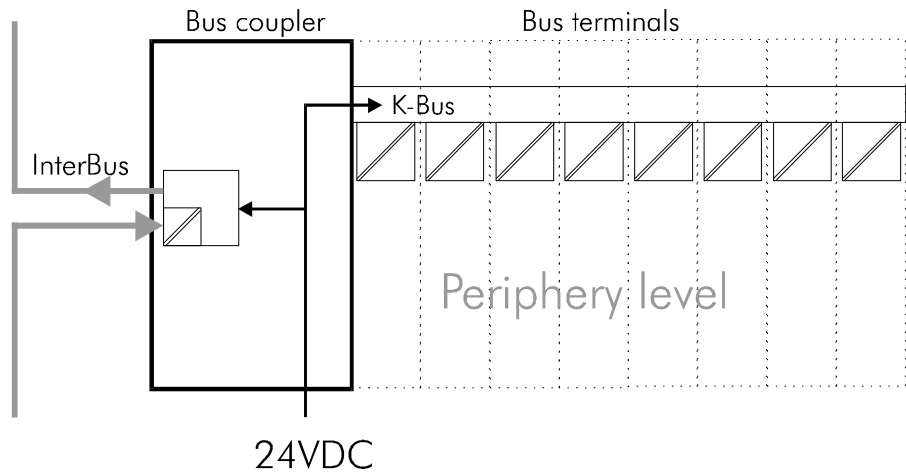 Bus coupler
Bus terminals
K-Bus
InterBus
Periphery level
24VDC